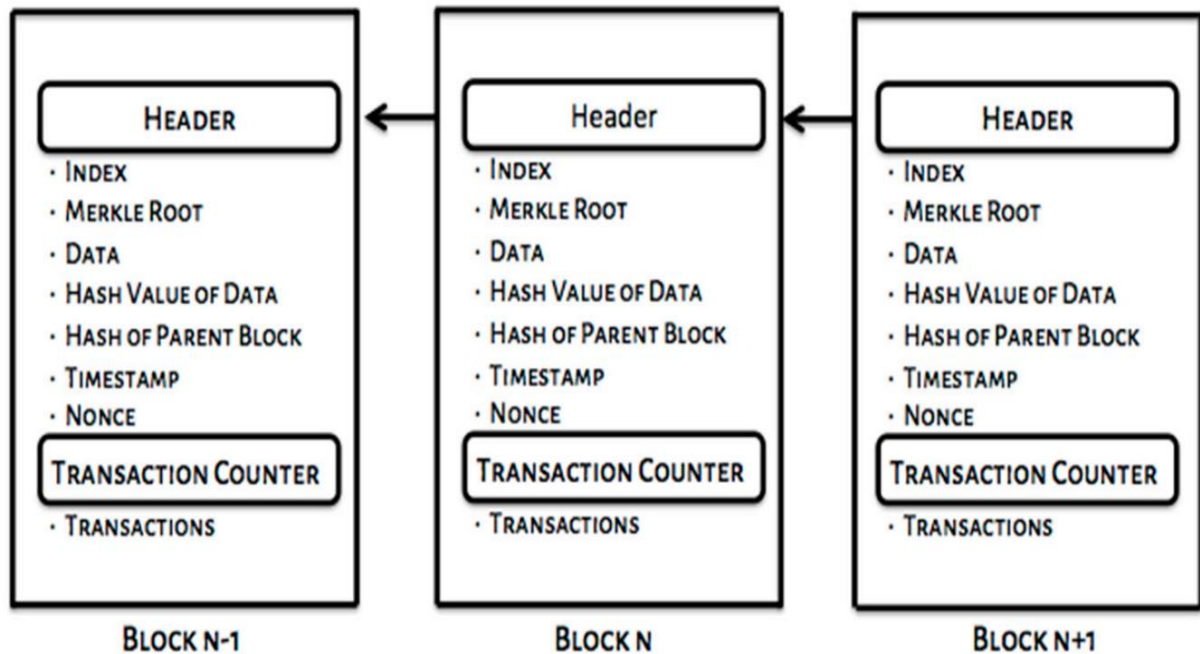 HEADER
· INDEX
· MERKLE ROOT
· DATA
· HASH VALUE OF DATA
· HASH OF PARENT BLOCK
· TIMESTAMP
· NONCE
TRANSACTION COUNTER
· TRANSACTIONS
BLOCK N-1
Header
· INDEX
· MERKLE ROOT
· DATA
· HASH VALUE OF DATA
· HASH OF PARENT BLOCK
· TIMESTAMP
· NONCE
TRANSACTION COUNTER
· TRANSACTIONS
BLOCK N
HEADER
· INDEX
· MERKLE ROOT
· DATA
· HASH VALUE OF DATA
· HASH OF PARENT BLOCK
· TIMESTAMP
· NONCE
TRANSACTION COUNTER
· TRANSACTIONS
BLOCK N+1